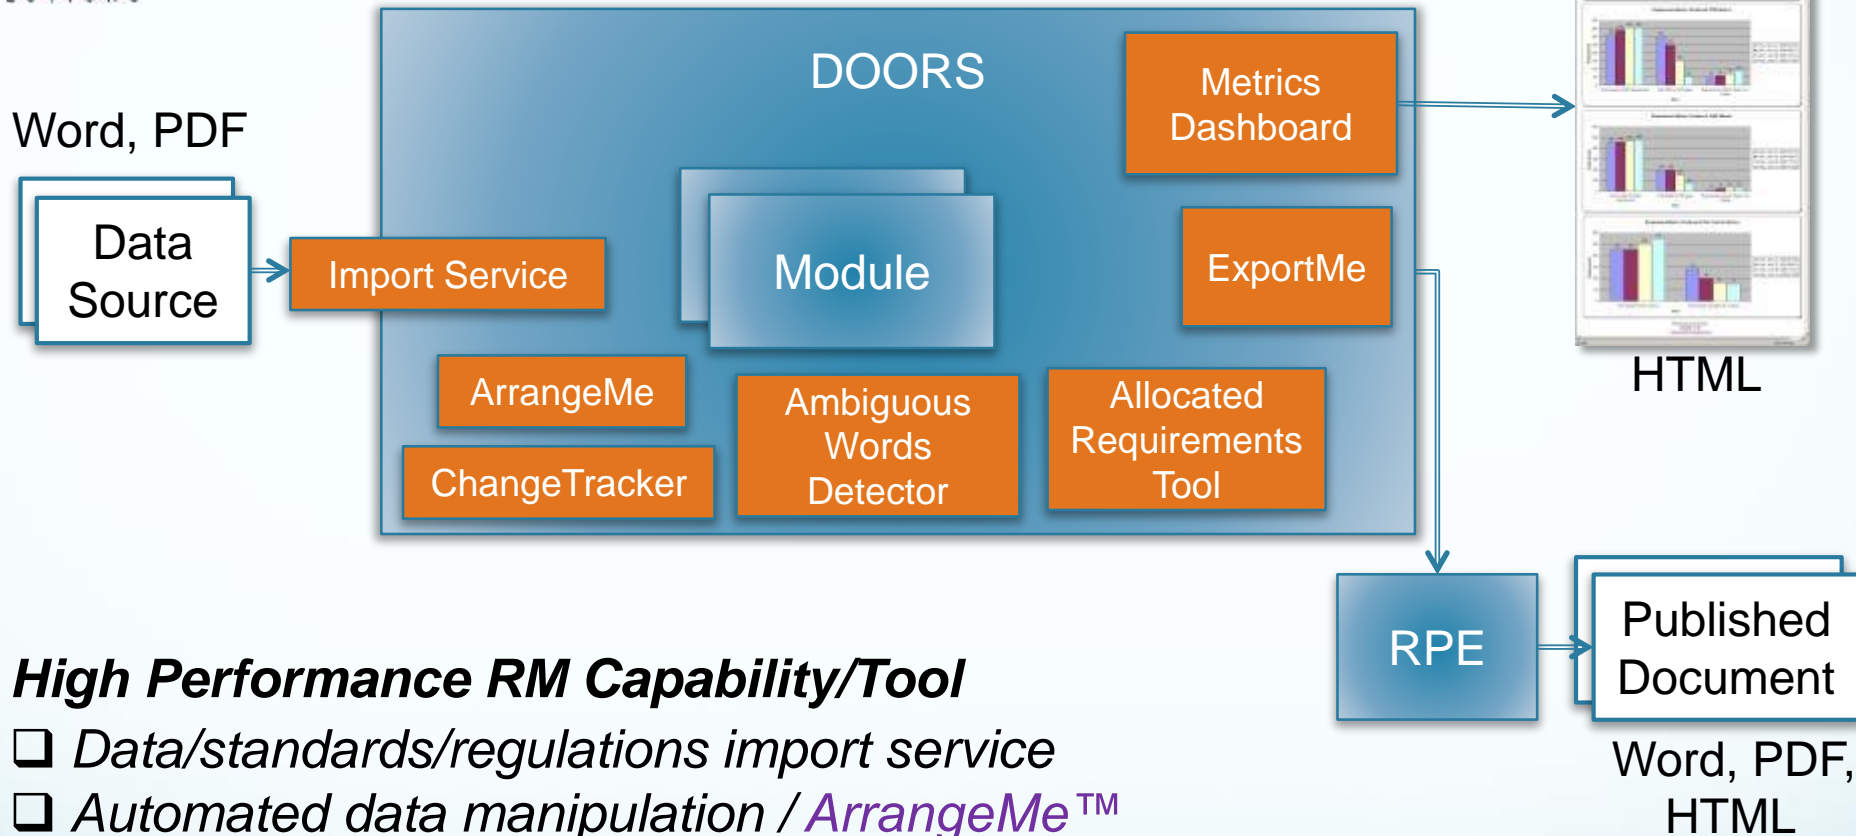 DOORS
Metrics
Dashboard
Word, PDF
Data
Source
Import Service
Module
ExportMe
HTML
ArrangeMe
ChangeTracker
Ambiguous
Words
Detector
Allocated
Requirements
Tool
RPE
Published
Document
Word, PDF,
HTML
High Performance RM Capability/Tool
❑ Data/standards/regulations import service
❑ Automated data manipulation / ArrangeMe™